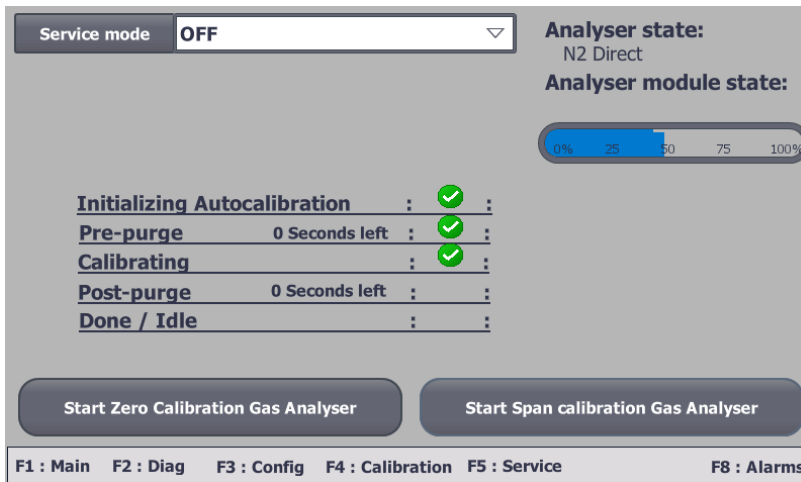 Service mode OFF
Analyser state:
N2 Direct
Analyser module state:
0% 25 50 75 100%
Initializing Autocalibration : :
Pre-purge 0 Seconds left : :
Calibrating : :
Post-purge 0 Seconds left : :
Done / Idle : :
Start Zero Calibration Gas Analyser Start Span calibration Gas Analyser
F1 : Main F2 : Diag F3 : Config F4 : Calibration F5 : Service F8 : Alarms